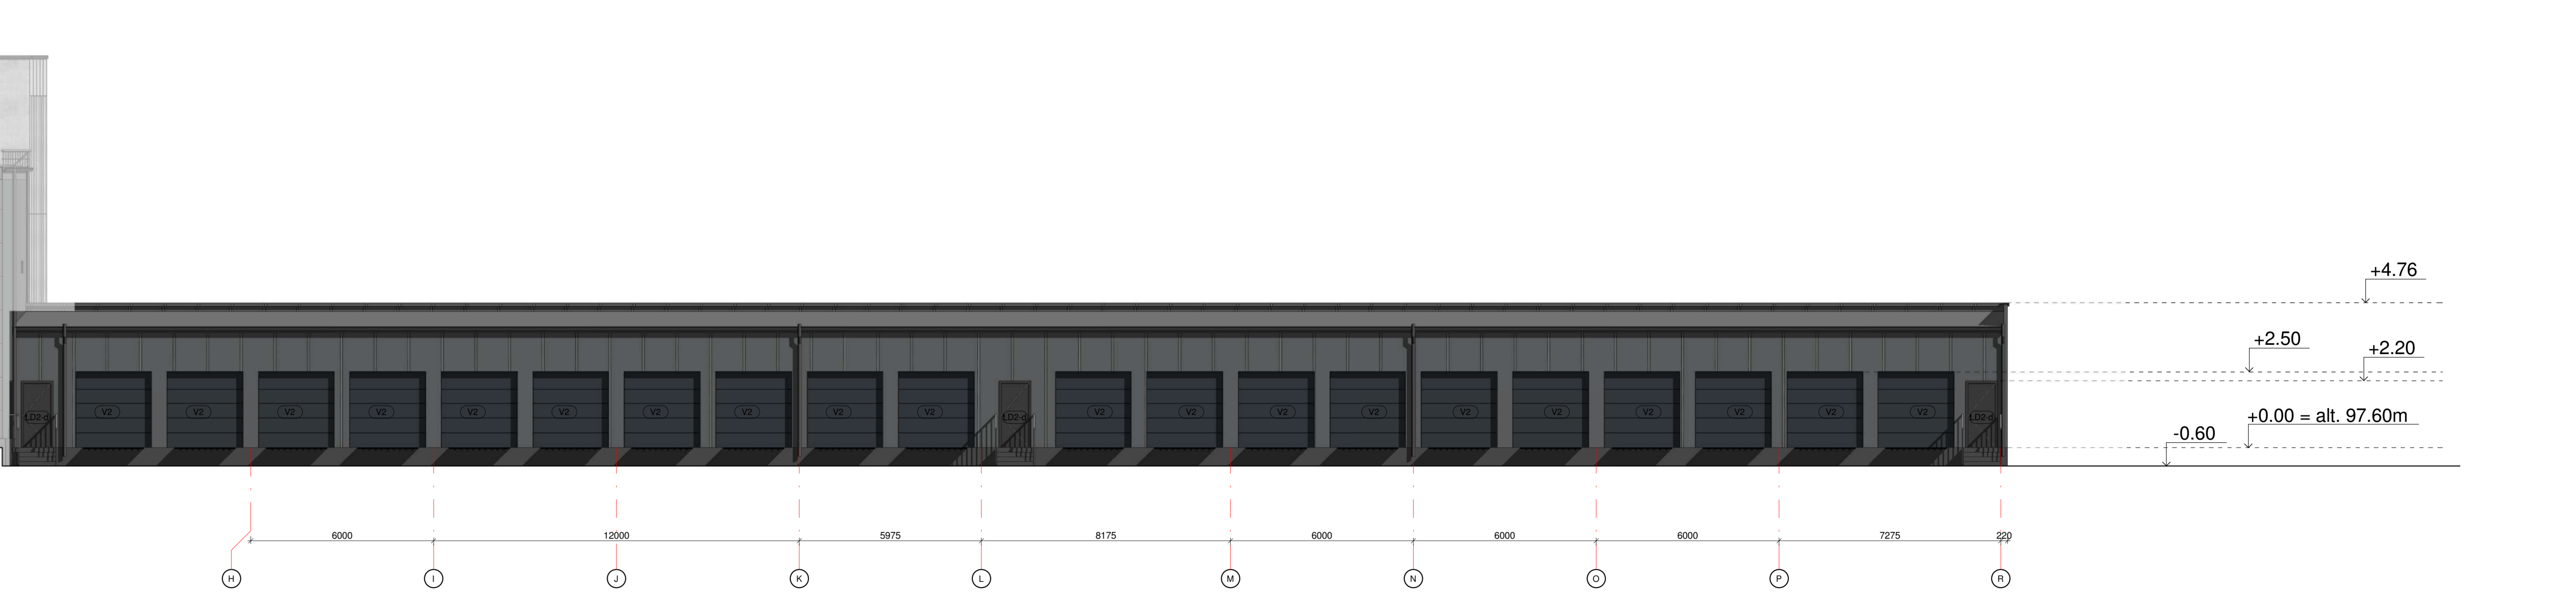 +4.76
+2.50
+2.20
V2 V2 V2 V2 V2 V2 V2 V2 V2 V2 V2 V2 V2 V2 V2 V2 V2 V2 V2 V2
LD2-d LD2-d LD2-d
+0.00 = alt. 97.60m
-0.60
6000 12000 5975 8175 6000 6000 6000 7275 220
H I J K L M N O P R